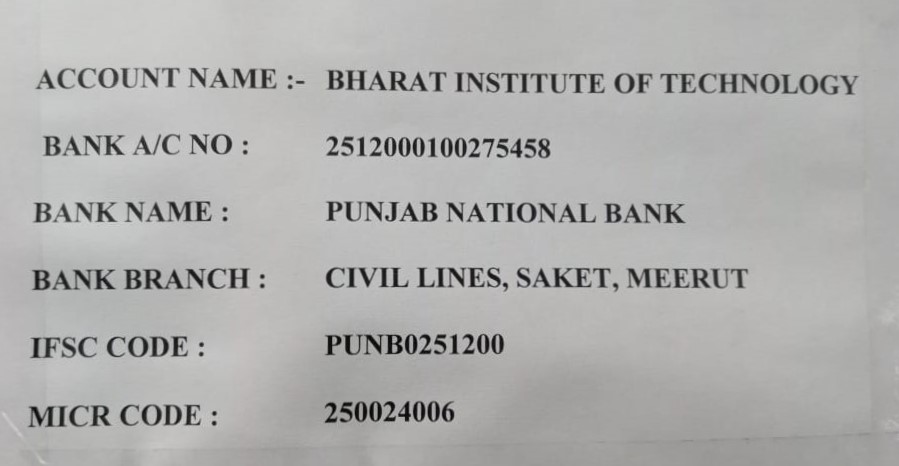 ACCOUNT NAME :- BHARAT INSTITUTE OF TECHNOLOGY
BANK A/C NO : 2512000100275458
BANK NAME : PUNJAB NATIONAL BANK
BANK BRANCH : CIVIL LINES, SAKET, MEERUT
IFSC CODE : PUNB0251200
MICR CODE : 250024006